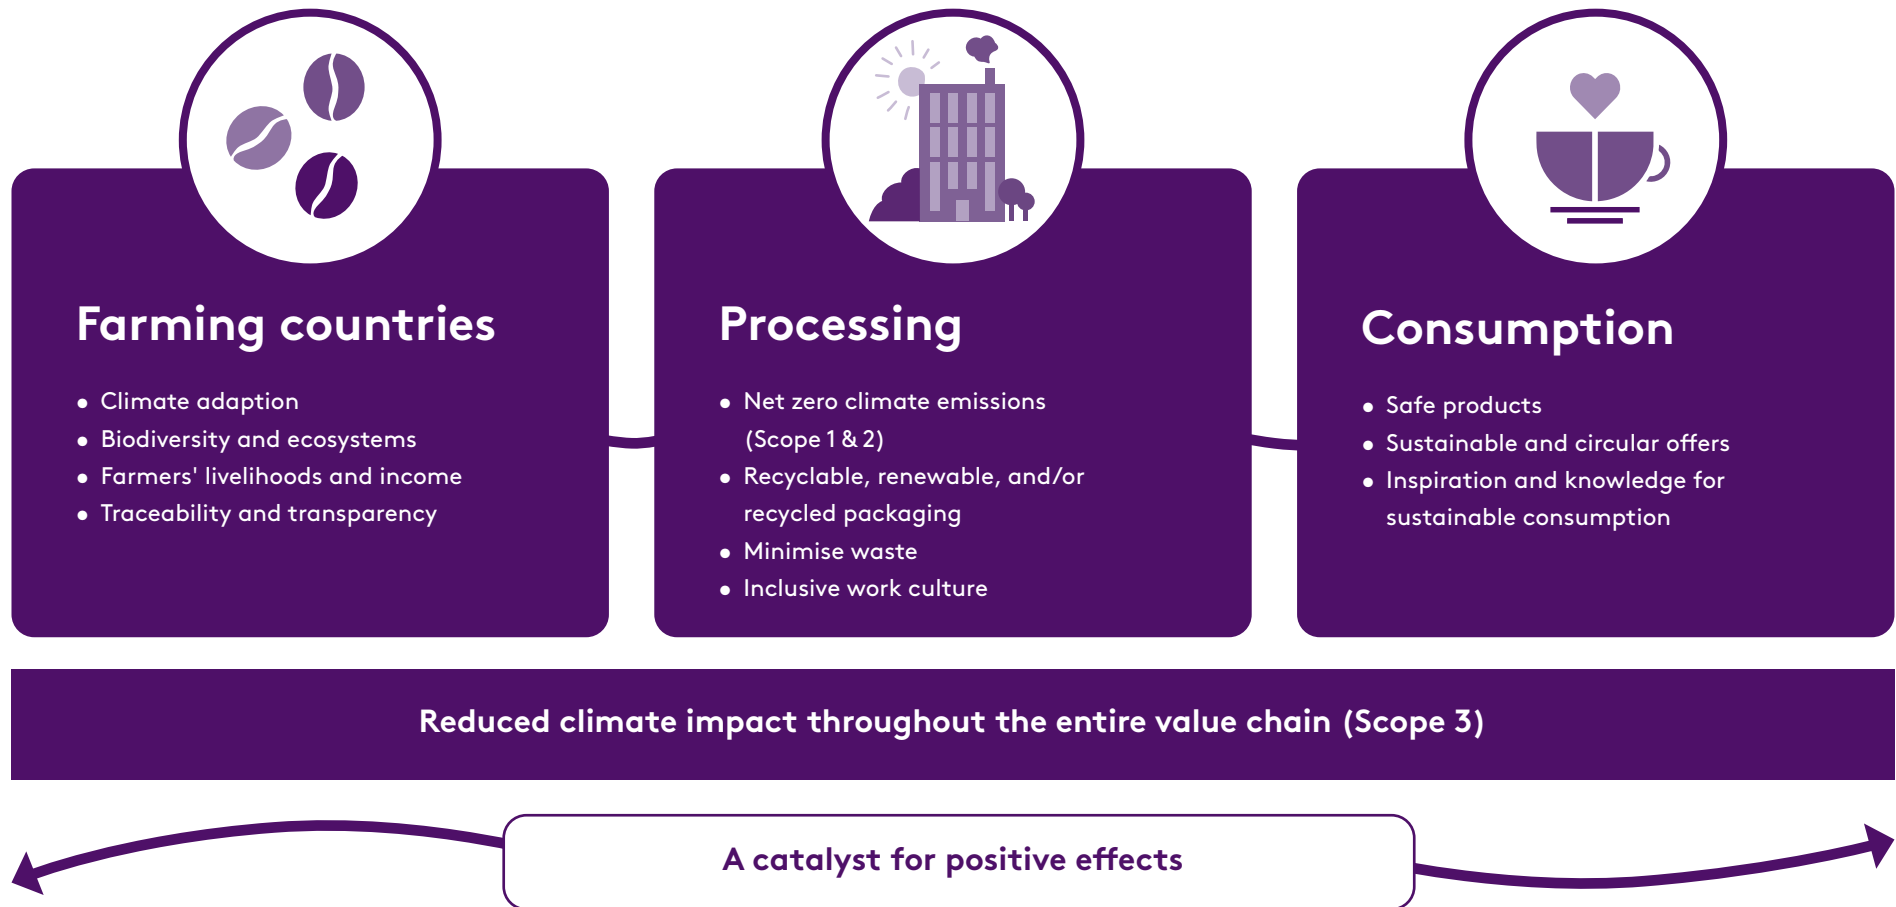 Farming countries
• Climate adaption
• Biodiversity and ecosystems
• Farmers' livelihoods and income
• Traceability and transparency
Processing
• Net zero climate emissions
(Scope 1 & 2)
• Recyclable, renewable, and/or
recycled packaging
• Minimise waste
• Inclusive work culture
Consumption
• Safe products
• Sustainable and circular offers
• Inspiration and knowledge for
sustainable consumption
Reduced climate impact throughout the entire value chain (Scope 3)
A catalyst for positive effects